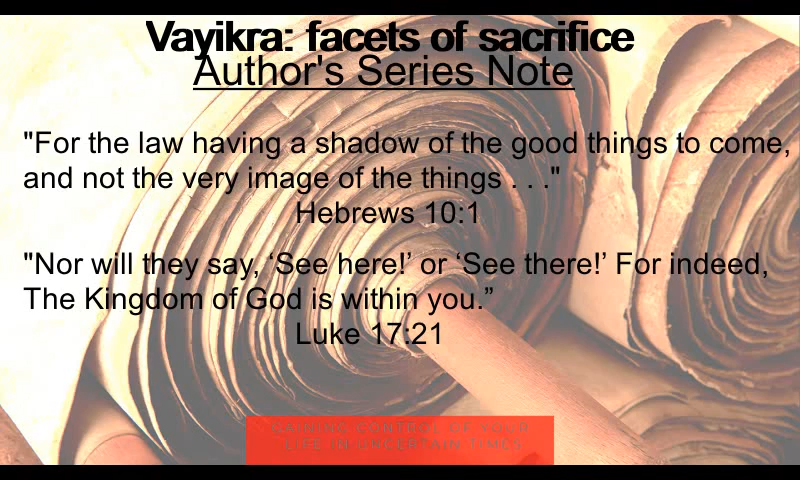 Vayikra: facets of sacrifice
Author's Series Note
"For the law having a shadow of the good things to come,
and not the very image of the things . . ."
Hebrews 10:1
"Nor will they say, ‘See here!’ or ‘See there!’ For indeed,
The Kingdom of God is within you.”
Luke 17:21
GAINING CONTROL OF YOUR
LIFE IN UNCERTAIN TIMES